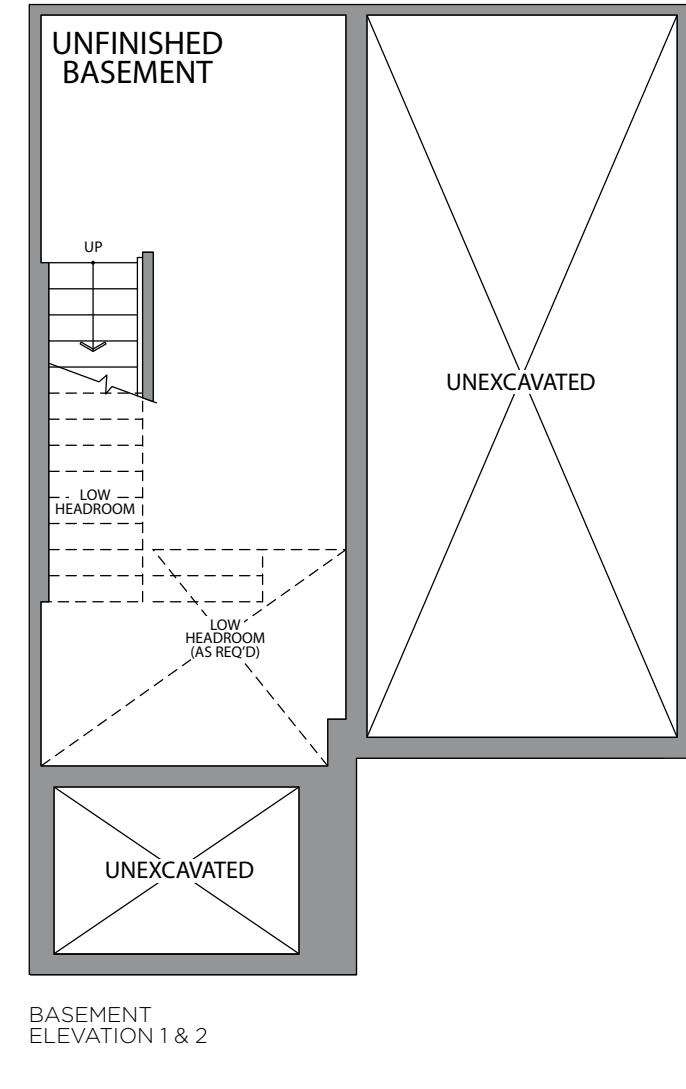 UNFINISHED
BASEMENT
UP
UNEXCAVATED
LOW
HEADROOM
LOW
HEADROOM
(AS REQ'D)
UNEXCAVATED
BASEMENT
ELEVATION 1 & 2